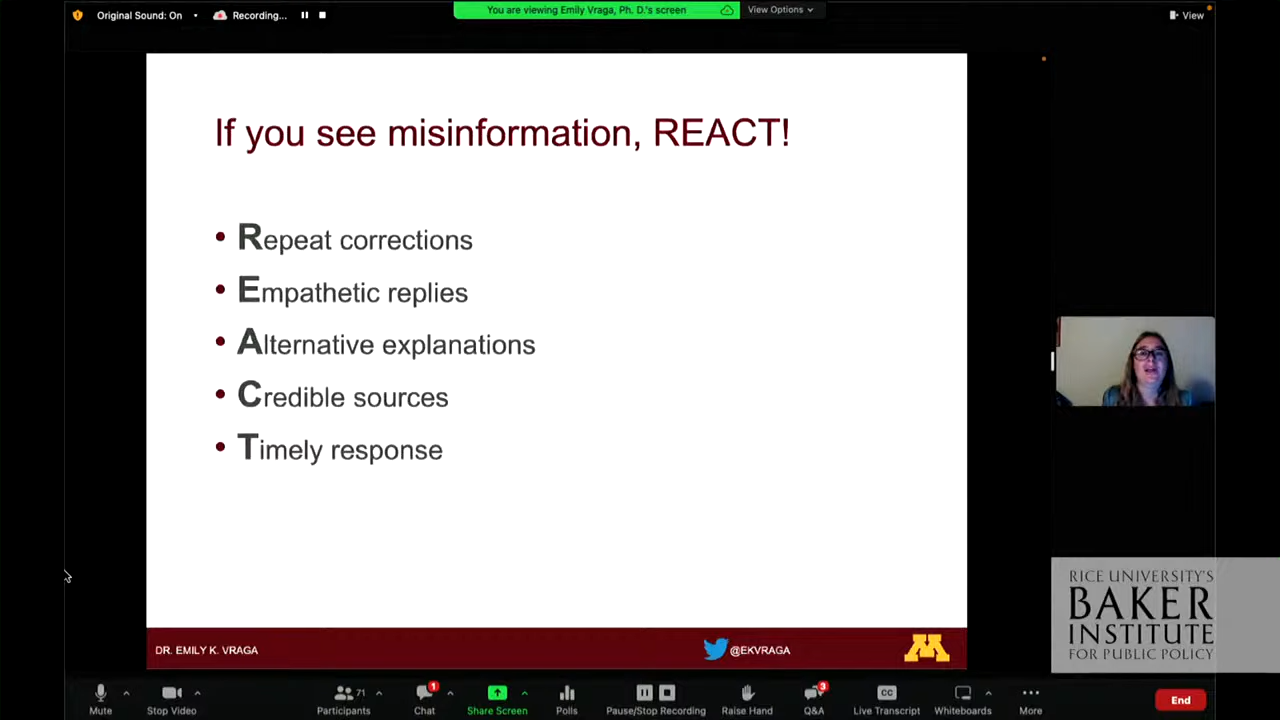 Original Sound: On
Recording...
You are viewing Emily Vraga, Ph. D.'s screen
View Options
View
If you see misinformation, REACT!
• Repeat corrections
• Empathetic replies
• Alternative explanations
• Credible sources
• Timely response
RICE UNIVERSITY'S
BAKER
INSTITUTE
FOR PUBLIC POLICY
DR. EMILY K. VRAGA
@EKVRAGA
M
Mute
Stop Video
71
Participants
1
Chat
Share Screen
Polls
Pause/Stop Recording
Raise Hand
3
Q&A
CC
Live Transcript
Whiteboards
More
End